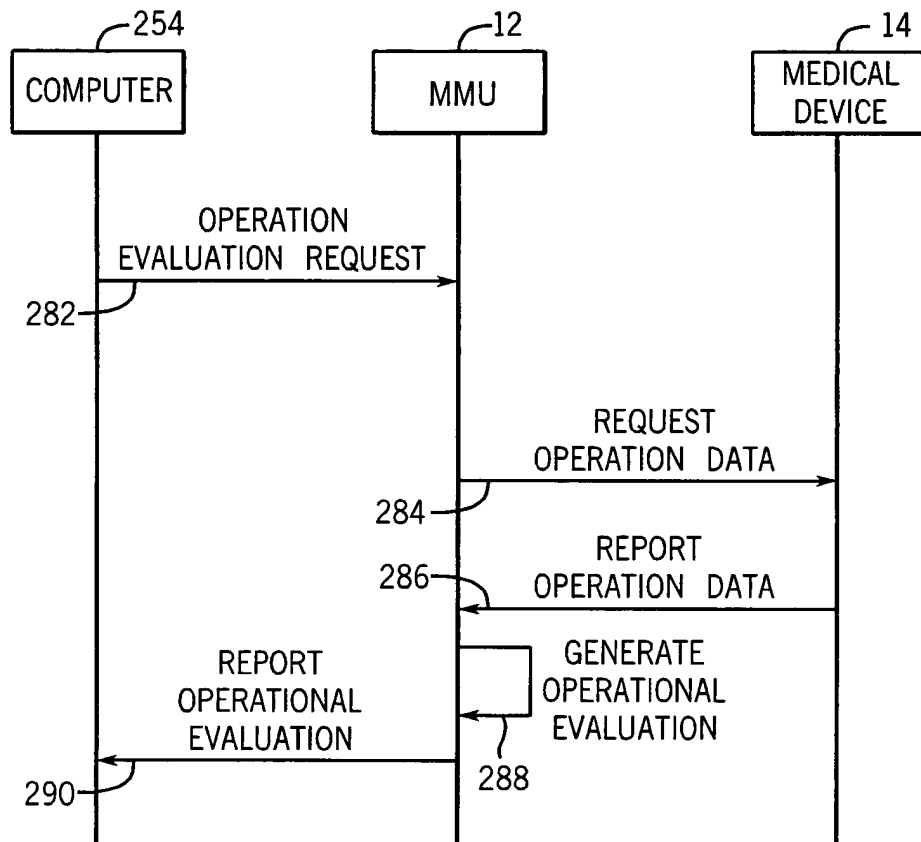 254
12
14
COMPUTER
MMU
MEDICAL
DEVICE
OPERATION
EVALUATION REQUEST
282
REQUEST
OPERATION DATA
284
REPORT
OPERATION DATA
286
GENERATE
OPERATIONAL
EVALUATION
288
REPORT
OPERATIONAL
EVALUATION
290